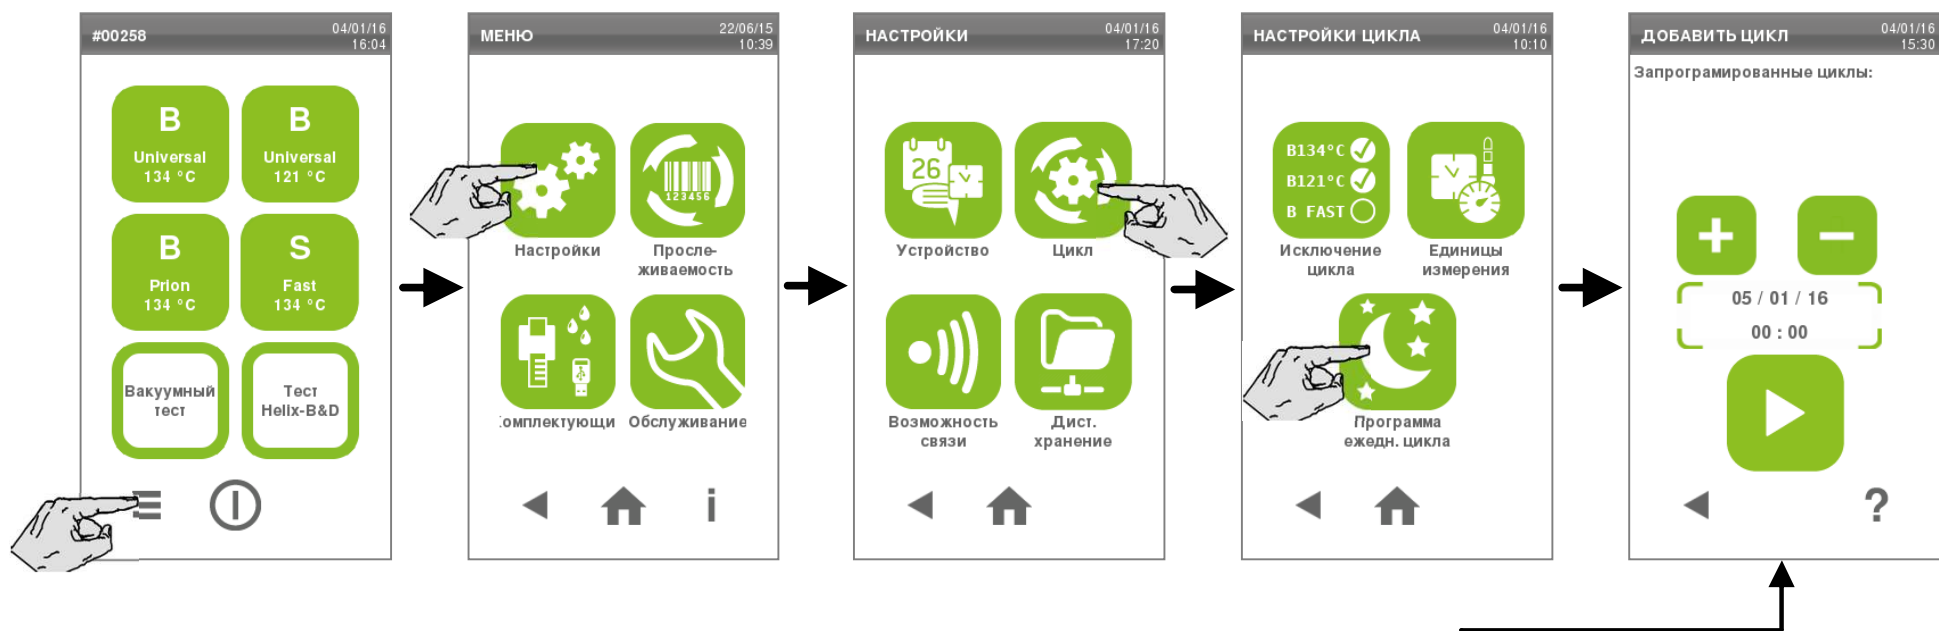 #00258
04/01/16
16:04
B
Universal
134 °C
B
Universal
121 °C
B
Prion
134 °C
S
Fast
134 °C
Вакуумный
тест
Тест
Helix-B&D
МЕНЮ
22/06/15
10:39
123456
Настройки
Просле-
живаемость
омплектующи
Обслуживание
i
НАСТРОЙКИ
04/01/16
17:20
26
Устройство
Цикл
Возможность
связи
Дист.
хранение
НАСТРОЙКИ ЦИКЛА
04/01/16
10:10
B134°C
B121°C
B FAST
Исключение
цикла
Единицы
измерения
Программа
ежедн. цикла
ДОБАВИТЬ ЦИКЛ
04/01/16
15:30
Запрограмированные циклы:
+
−
05 / 01 / 16
00 : 00
?